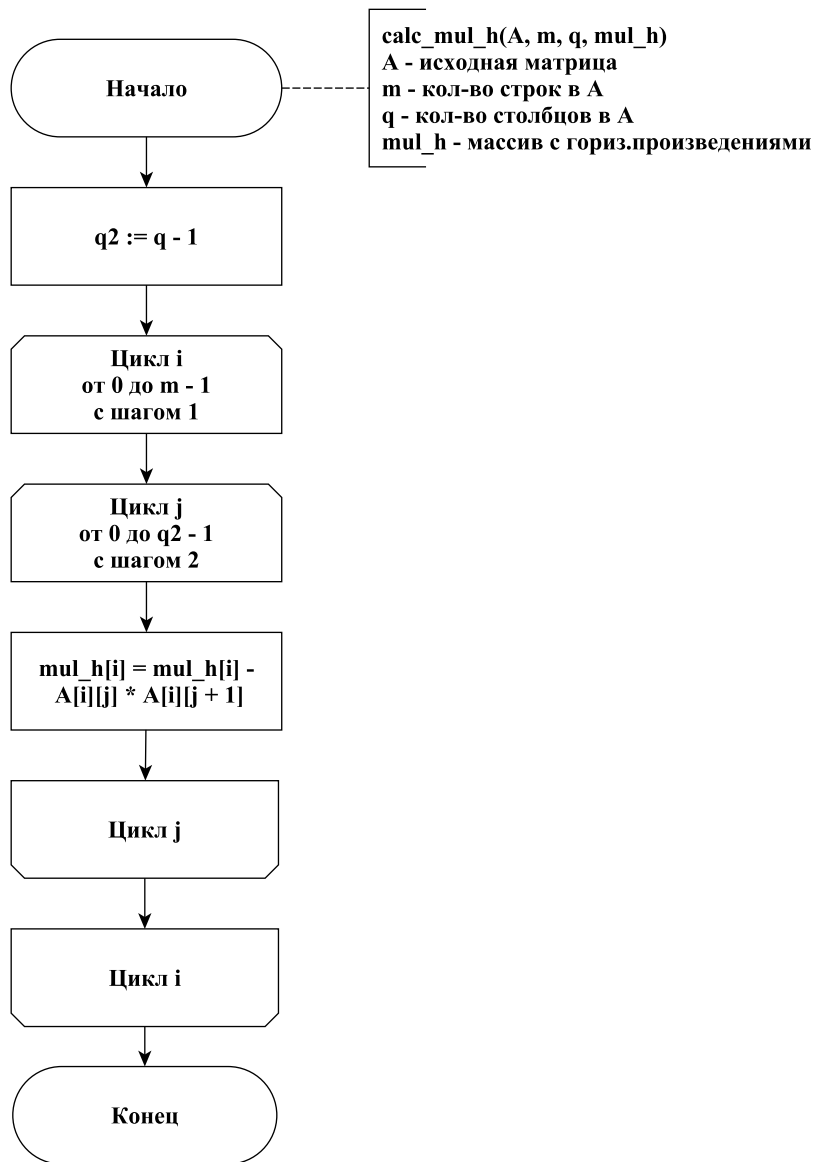 Начало
calc_mul_h(A, m, q, mul_h)
A - исходная матрица
m - кол-во строк в A
q - кол-во столбцов в A
mul_h - массив с гориз.произведениями
q2 := q - 1
Цикл i
от 0 до m - 1
с шагом 1
Цикл j
от 0 до q2 - 1
с шагом 2
mul_h[i] = mul_h[i] -
A[i][j] * A[i][j + 1]
Цикл j
Цикл i
Конец